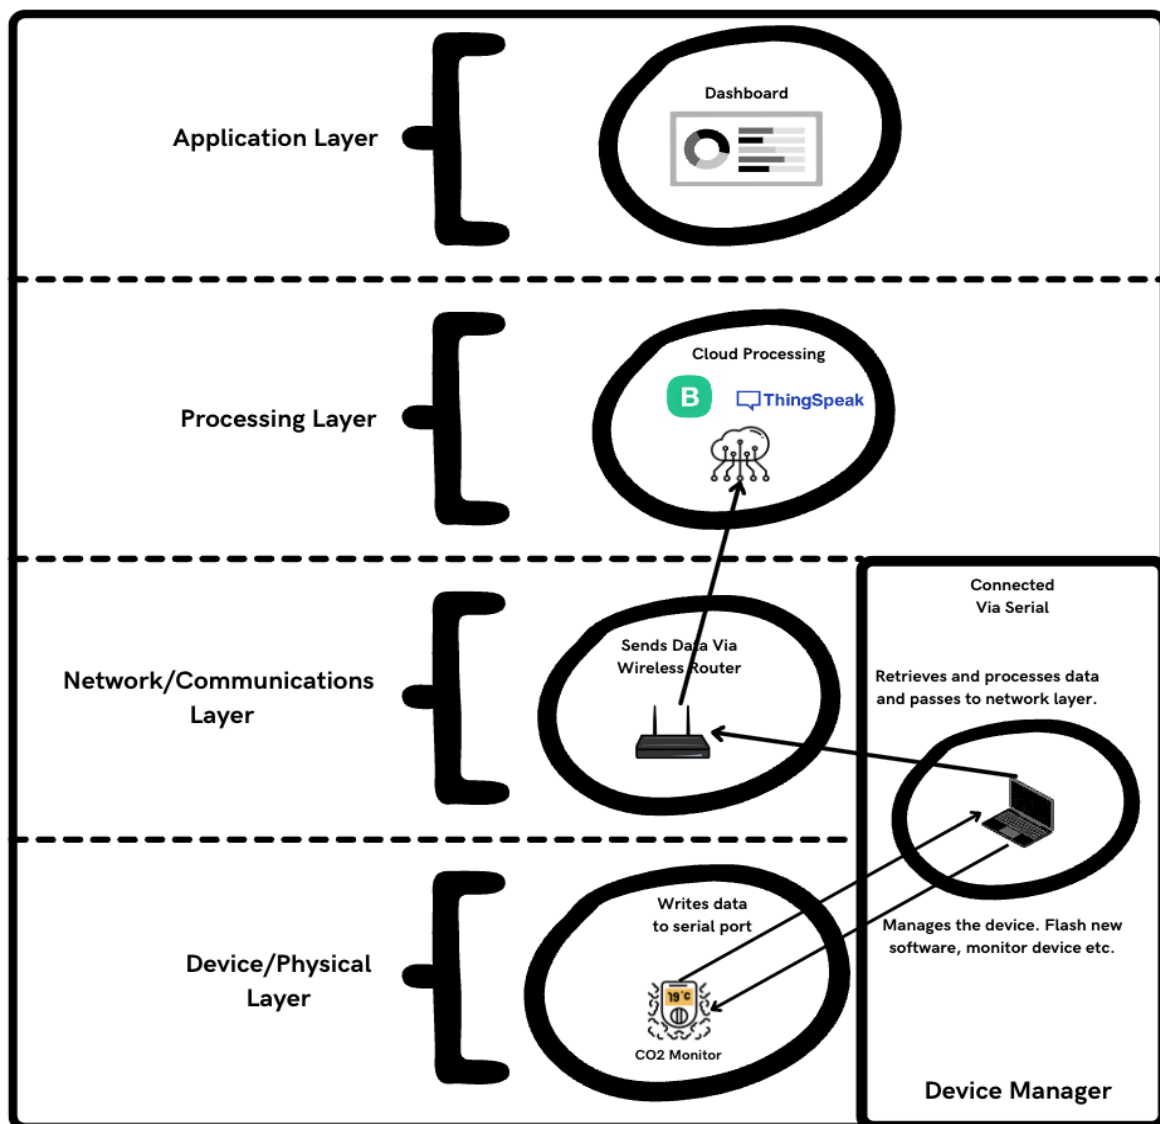 Application Layer
Dashboard
Processing Layer
Cloud Processing
B
ThingSpeak
Network/Communications
Layer
Sends Data Via
Wireless Router
Connected
Via Serial
Retrieves and processes data
and passes to network layer.
Manages the device. Flash new
software, monitor device etc.
Device Manager
Device/Physical
Layer
Writes data
to serial port
19°C
CO2 Monitor